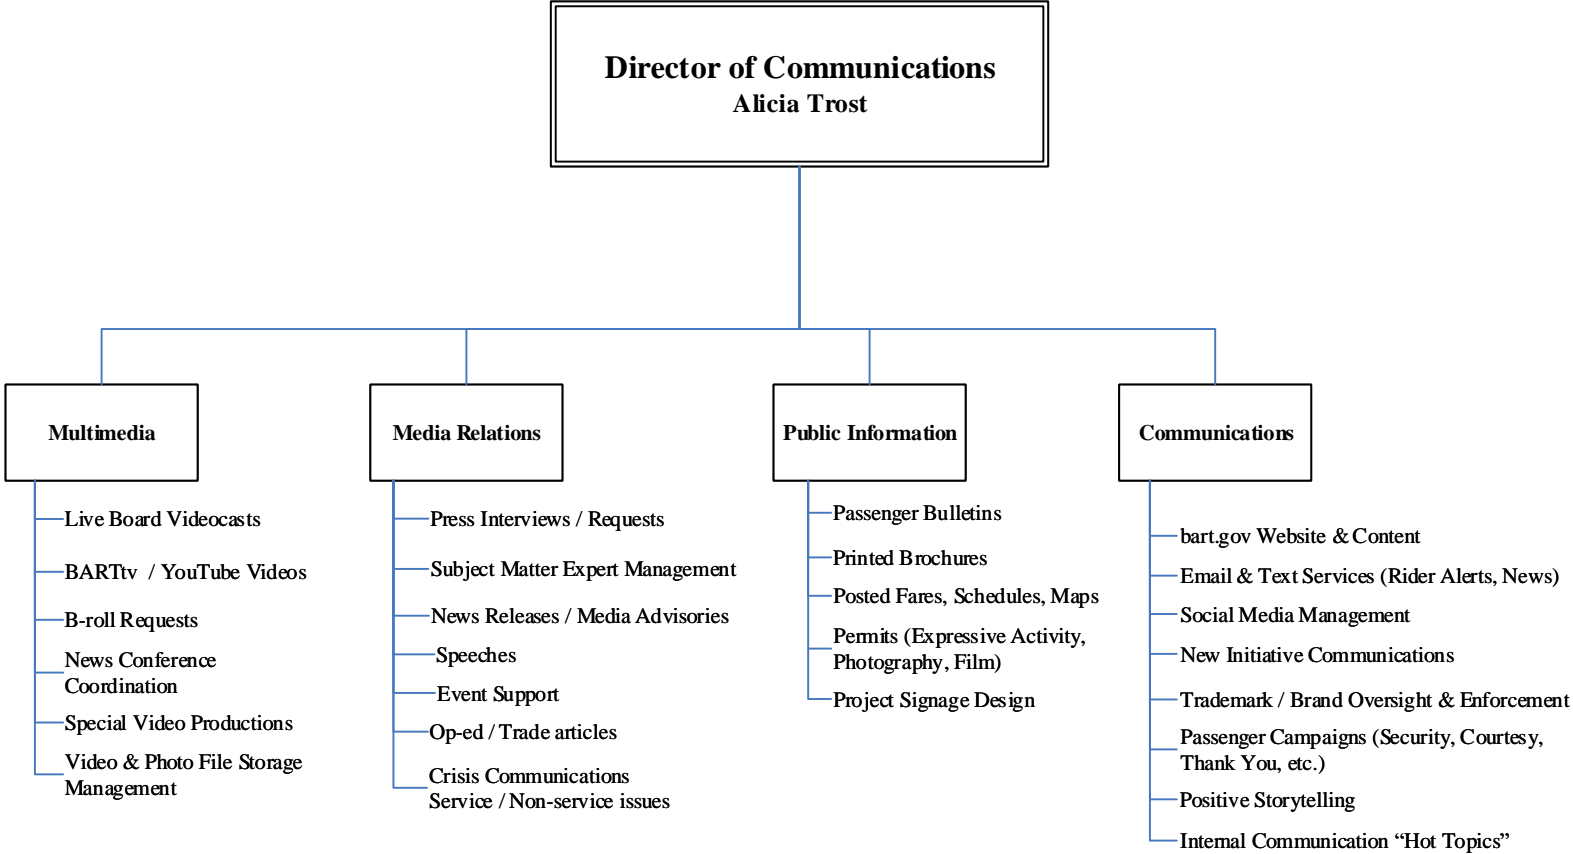 Director of Communications
Alicia Trost
Multimedia
Live Board Videocasts
BARTtv / YouTube Videos
B-roll Requests
News Conference
Coordination
Special Video Productions
Video & Photo File Storage
Management
Media Relations
Press Interviews / Requests
Subject Matter Expert Management
News Releases / Media Advisories
Speeches
Event Support
Op-ed / Trade articles
Crisis Communications
Service / Non-service issues
Public Information
Passenger Bulletins
Printed Brochures
Posted Fares, Schedules, Maps
Permits (Expressive Activity,
Photography, Film)
Project Signage Design
Communications
bart.gov Website & Content
Email & Text Services (Rider Alerts, News)
Social Media Management
New Initiative Communications
Trademark / Brand Oversight & Enforcement
Passenger Campaigns (Security, Courtesy,
Thank You, etc.)
Positive Storytelling
Internal Communication “Hot Topics”